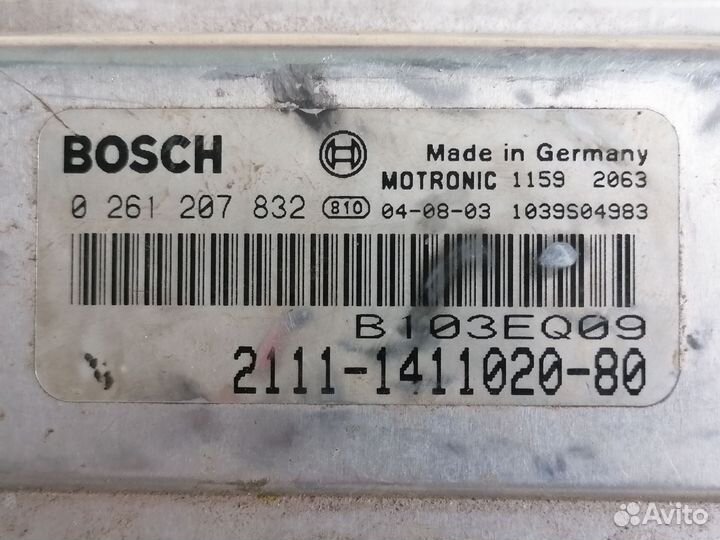 BOSCH
Made in Germany
MOTRONIC 1159 2063
0 261 207 832 810 04-08-03 1039S04983
B103EQ09
2111-1411020-80
Avito